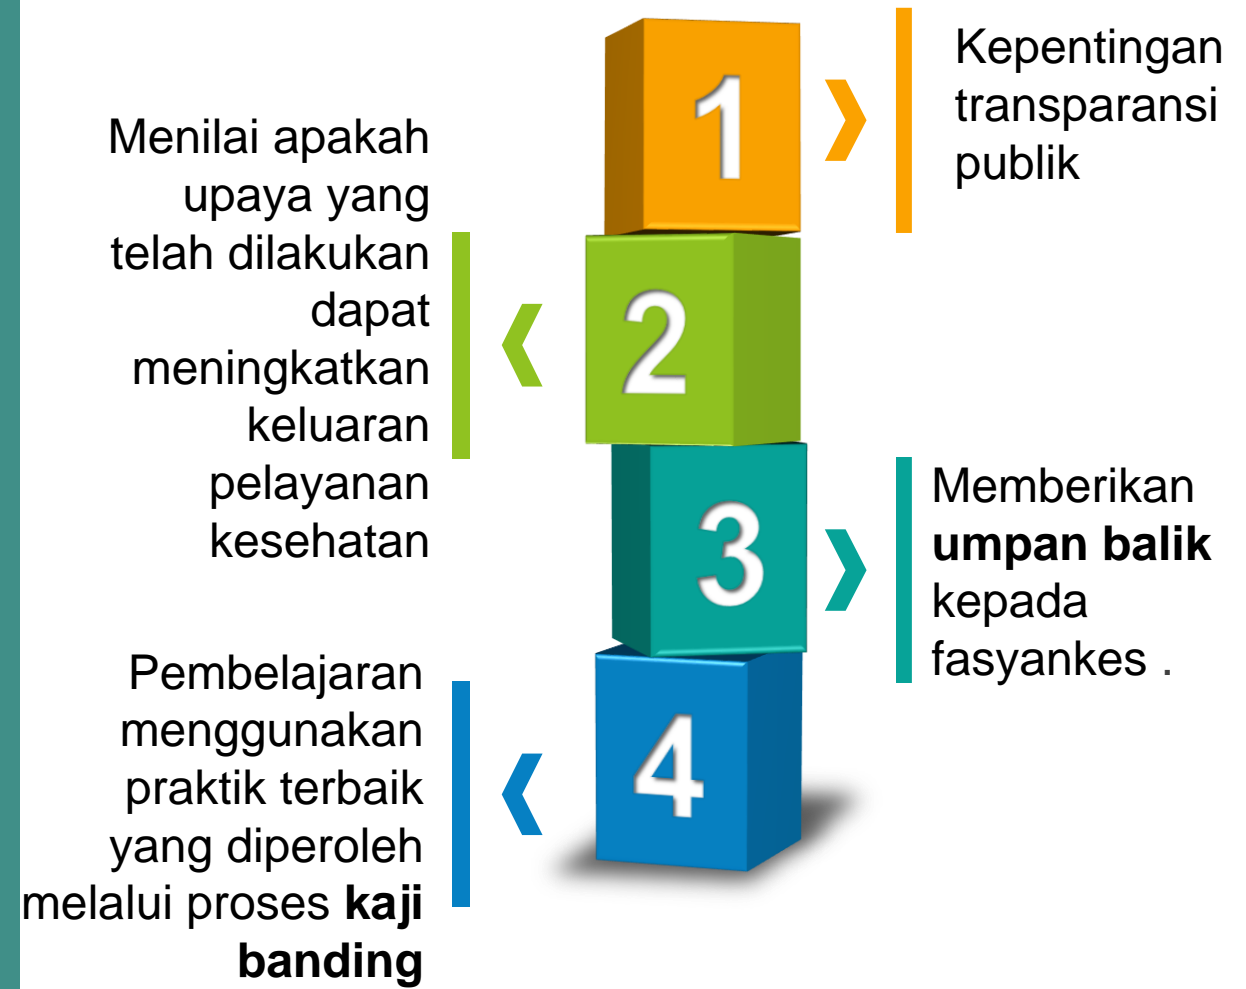 1
Kepentingan
transparansi
publik
Menilai apakah
upaya yang
telah dilakukan
dapat
meningkatkan
keluaran
pelayanan
kesehatan
2
3
Memberikan
umpan balik
kepada
fasyankes .
Pembelajaran
menggunakan
praktik terbaik
yang diperoleh
melalui proses kaji
banding
4